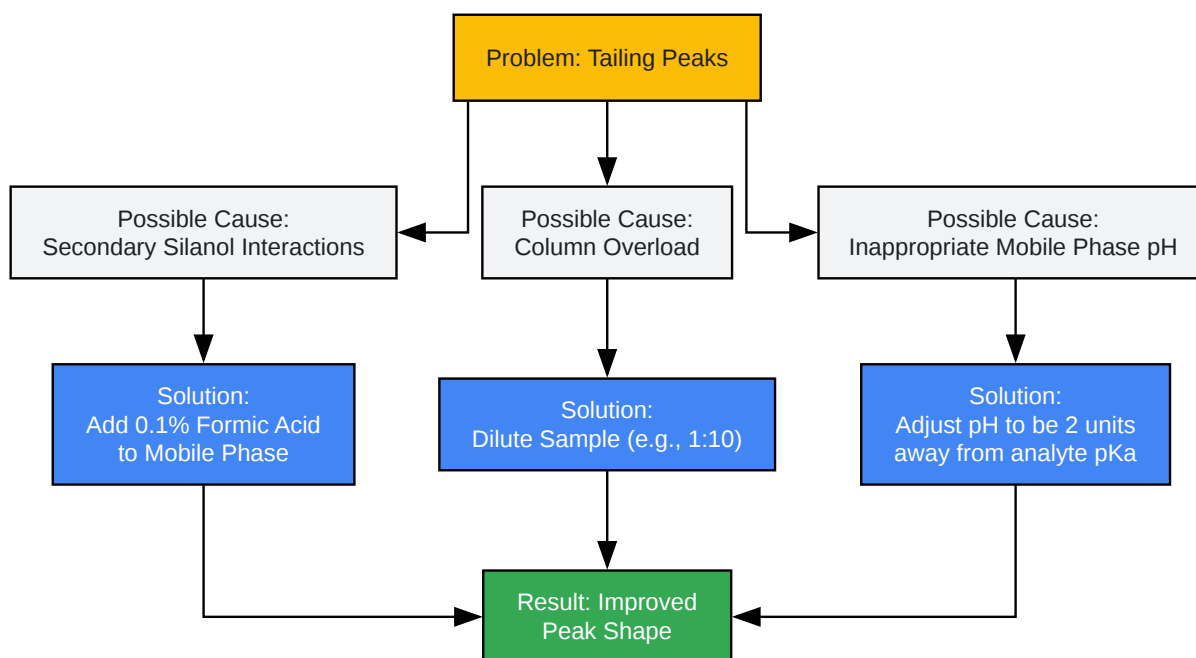 Problem: Tailing Peaks
Possible Cause:
Secondary Silanol Interactions
Possible Cause:
Column Overload
Possible Cause:
Inappropriate Mobile Phase pH
Solution:
Add 0.1% Formic Acid
to Mobile Phase
Solution:
Dilute Sample (e.g., 1:10)
Solution:
Adjust pH to be 2 units
away from analyte pKa
Result: Improved
Peak Shape